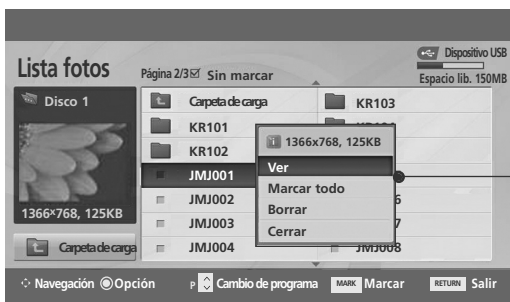 Dispositivo USB
Lista fotos
Página 2/3 Sin marcar
Espacio lib. 150MB
Disco 1
1366x768, 125KB
Carpeta de carga
Carpeta de carga
KR101
KR102
JMJ001
JMJ002
JMJ003
JMJ004
KR103
JMJ008
1366x768, 125KB
Ver
Marcar todo
Borrar
Cerrar
Navegación Opción P Cambio de programa MARK Marcar RETURN Salir